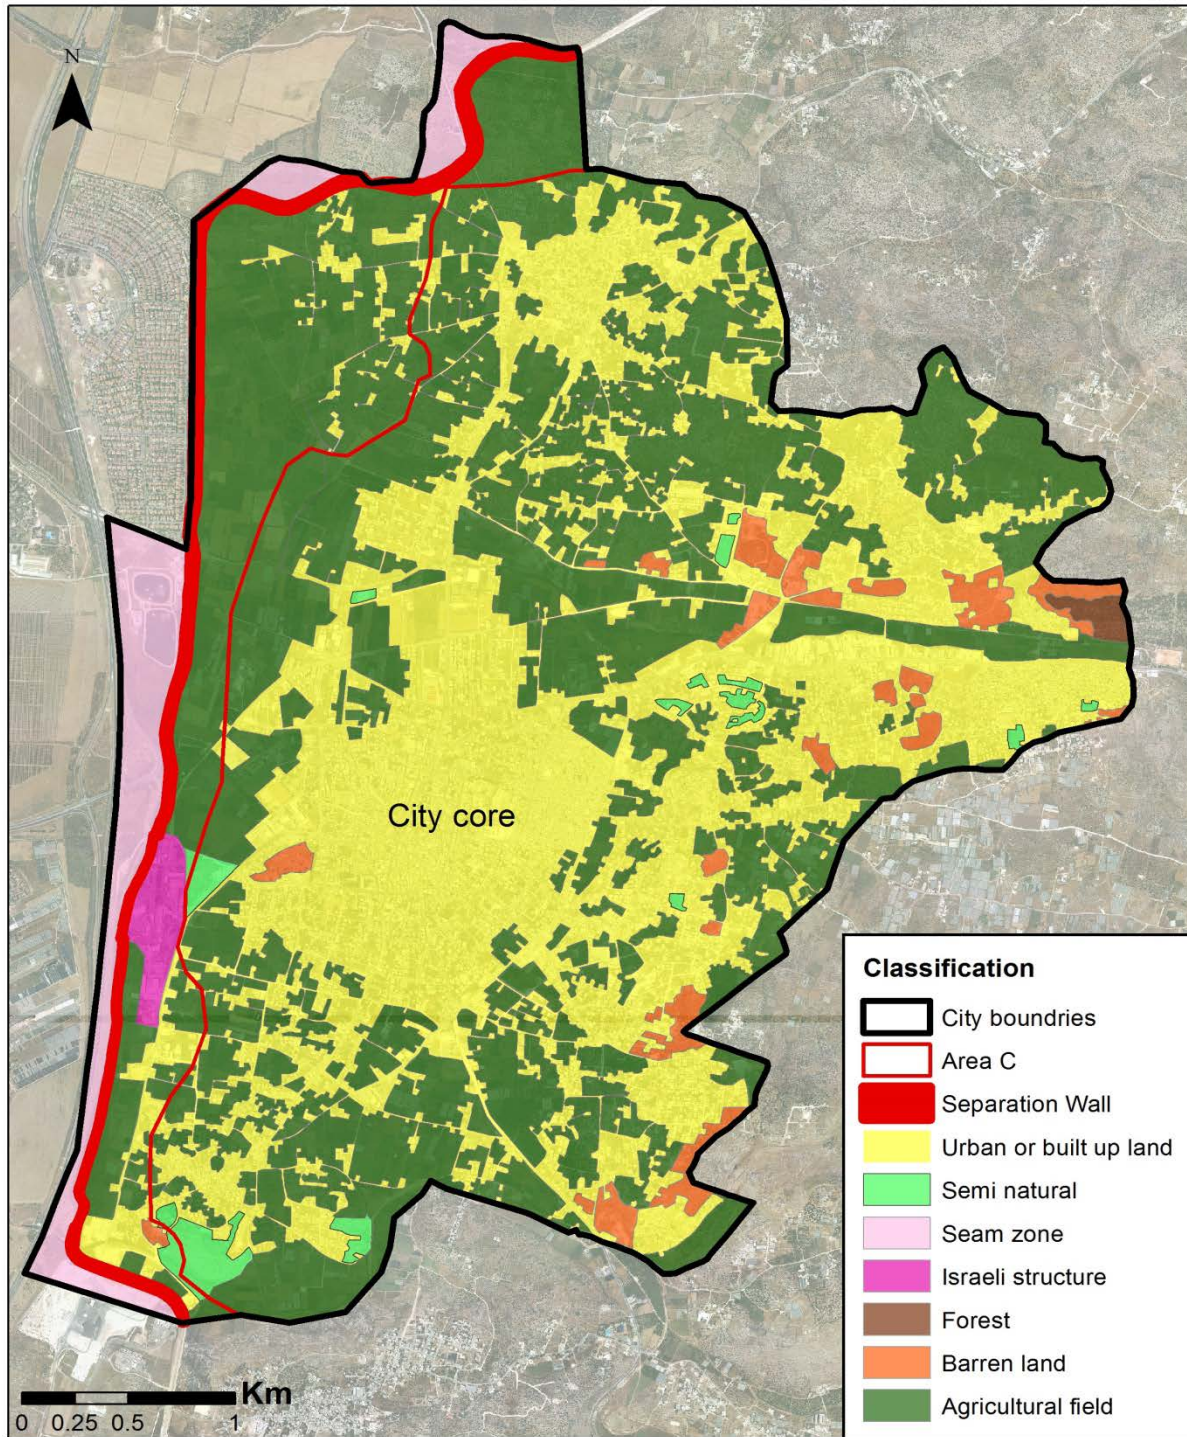 N
City core
Classification
City boundries
Area C
Separation Wall
Urban or built up land
Semi natural
Seam zone
Israeli structure
Forest
Barren land
Agricultural field
Km
0 0.25 0.5 1